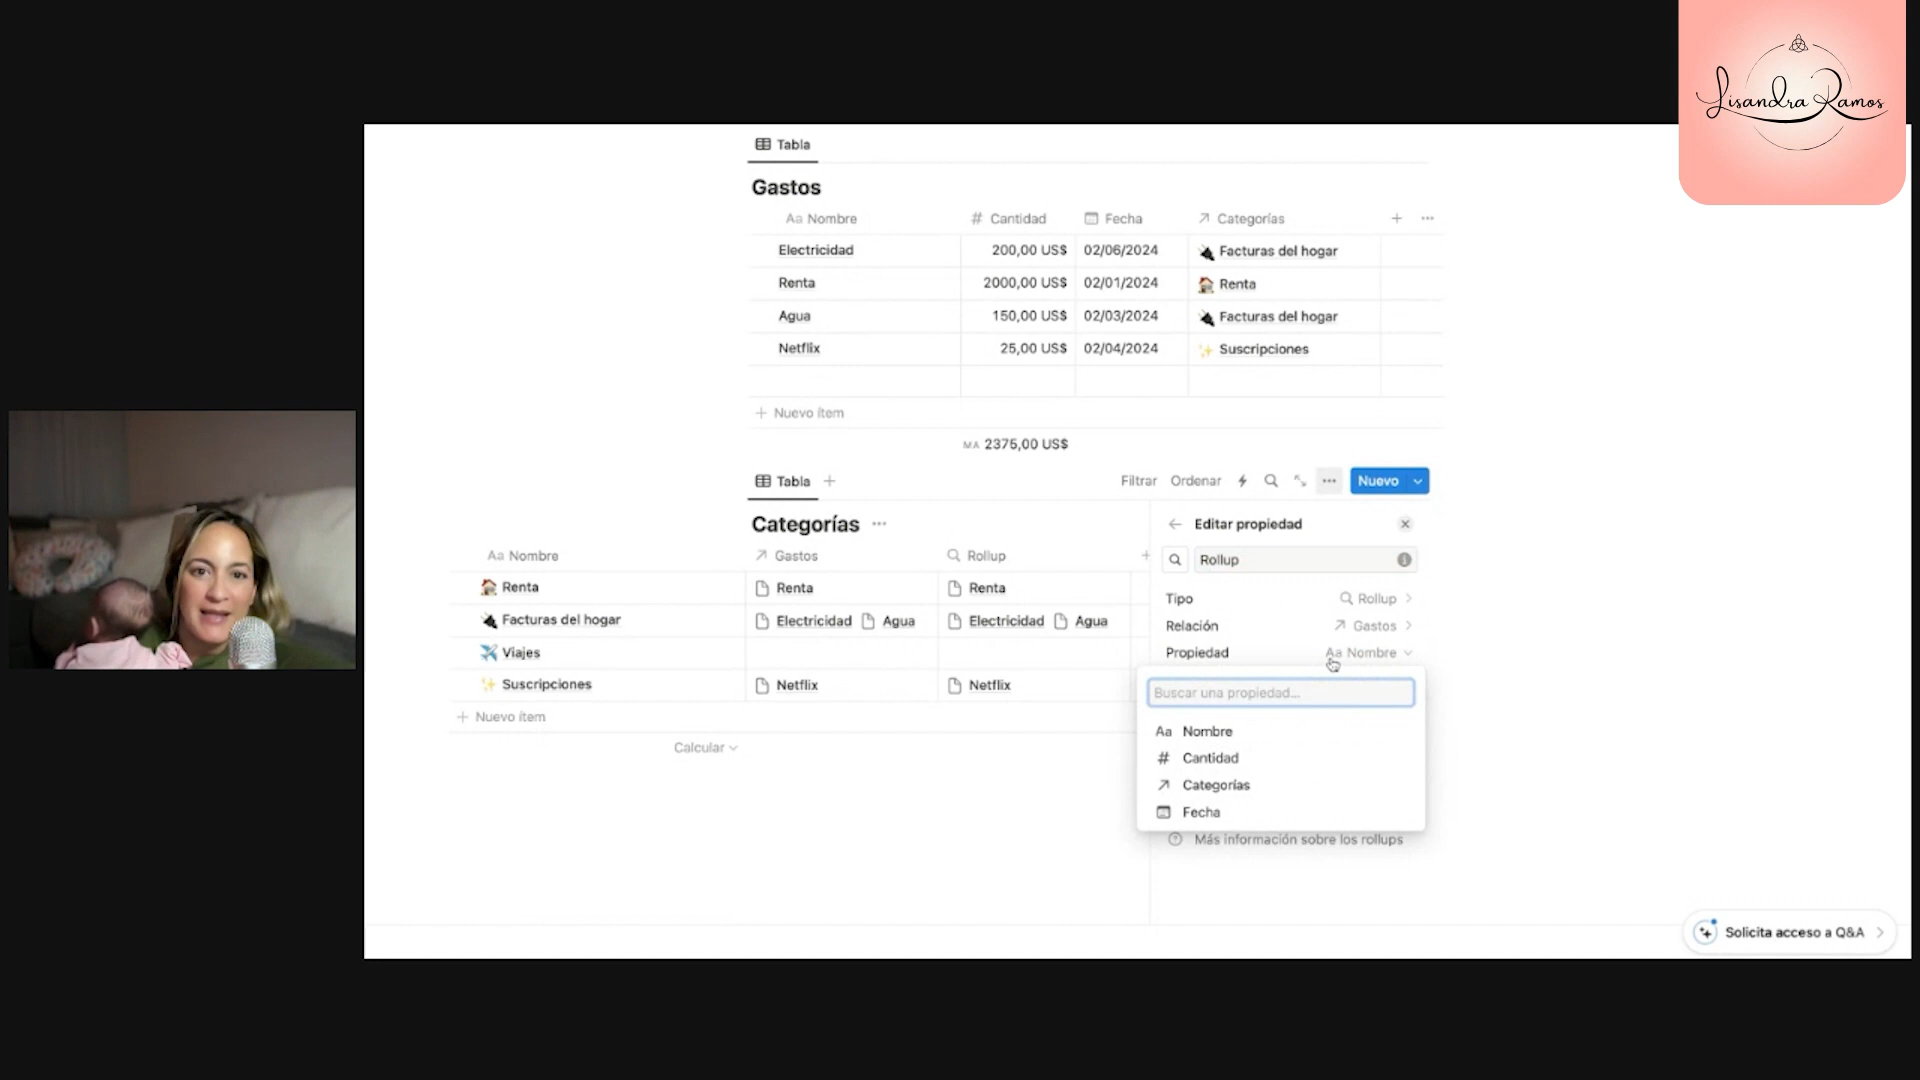 Lisandra Ramos
Tabla
Gastos
Aa Nombre # Cantidad Fecha Categorías
Electricidad 200,00 US$ 02/06/2024 Facturas del hogar
Renta 2000,00 US$ 02/01/2024 Renta
Agua 150,00 US$ 02/03/2024 Facturas del hogar
Netflix 25,00 US$ 02/04/2024 Suscripciones
+ Nuevo ítem
MA 2375,00 US$
Tabla + Filtrar Ordenar ... Nuevo
Categorías ...
Aa Nombre Gastos Rollup +
Renta Renta Renta
Facturas del hogar Electricidad Agua Electricidad Agua
Viajes
Suscripciones Netflix Netflix
+ Nuevo ítem
Calcular
Editar propiedad
Rollup
Tipo Rollup
Relación Gastos
Propiedad Aa Nombre
Buscar una propiedad...
Aa Nombre
# Cantidad
Categorías
Fecha
Más información sobre los rollups
Solicita acceso a Q&A